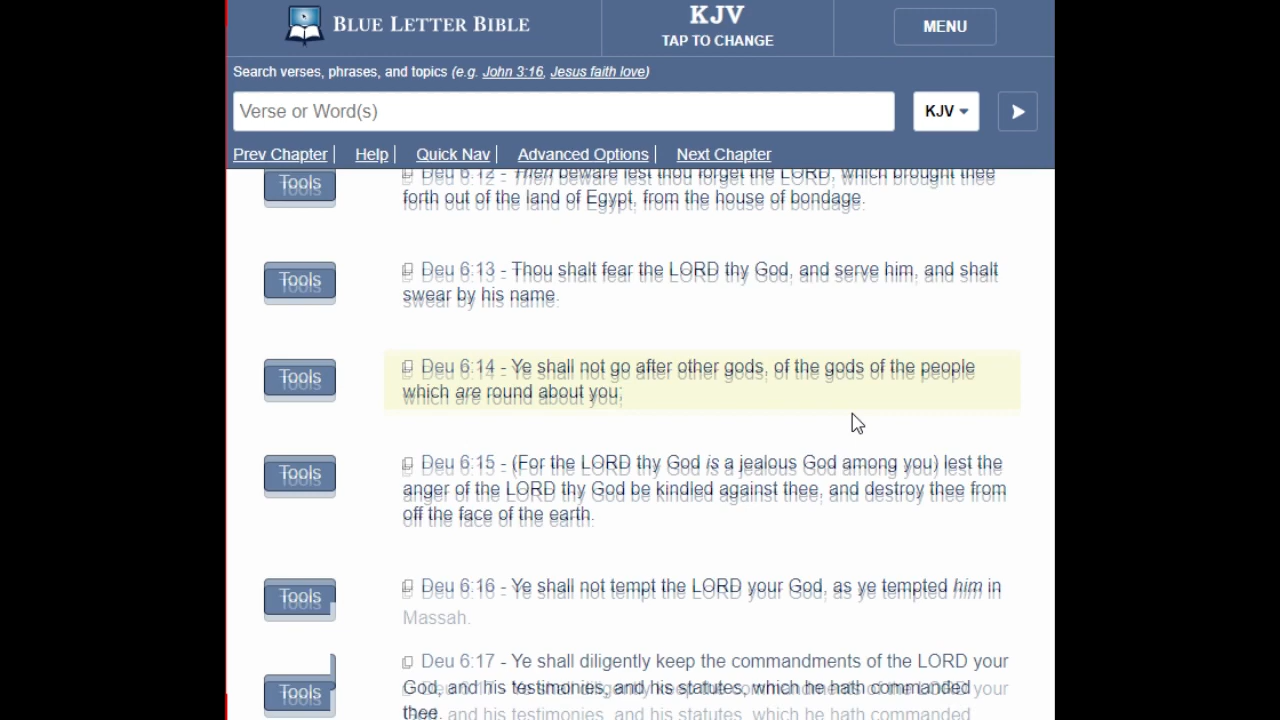 BLUE LETTER BIBLE
KJV
TAP TO CHANGE
MENU
Search verses, phrases, and topics (e.g. John 3:16, Jesus faith love)
Verse or Word(s)
KJV
Prev Chapter | Help | Quick Nav | Advanced Options | Next Chapter
Tools
Deu 6:12 - Then beware lest thou forget the LORD, which brought thee
forth out of the land of Egypt, from the house of bondage.
Tools
Deu 6:13 - Thou shalt fear the LORD thy God, and serve him, and shalt
swear by his name.
Tools
Deu 6:14 - Ye shall not go after other gods, of the gods of the people
which are round about you;
Tools
Deu 6:15 - (For the LORD thy God is a jealous God among you) lest the
anger of the LORD thy God be kindled against thee, and destroy thee from
off the face of the earth.
Tools
Deu 6:16 - Ye shall not tempt the LORD your God, as ye tempted him in
Massah.
Tools
Deu 6:17 - Ye shall diligently keep the commandments of the LORD your
God, and his testimonies, and his statutes, which he hath commanded
thee.